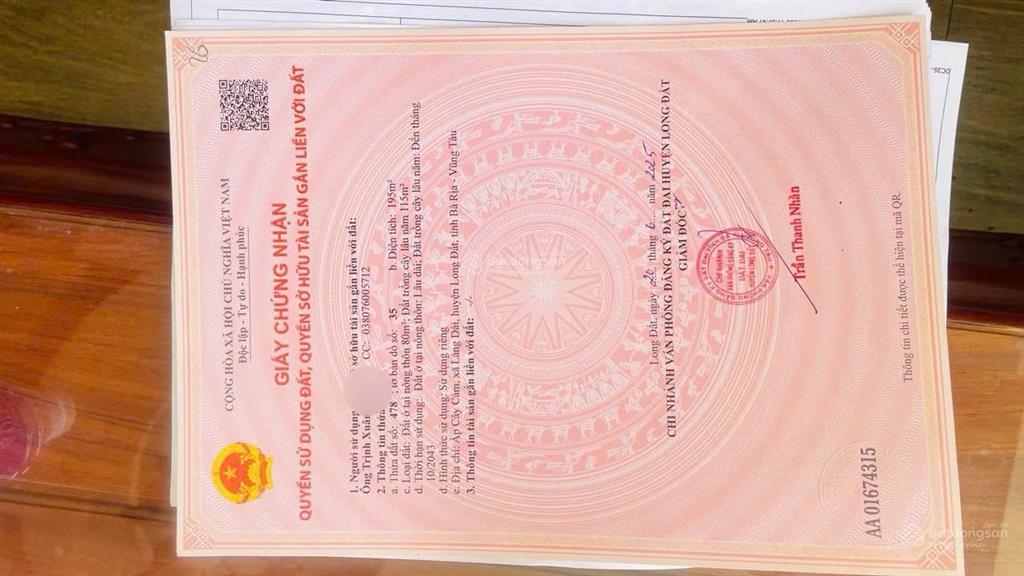 CỘNG HÒA XÃ HỘI CHỦ NGHĨA VIỆT NAM
Độc lập - Tự do - Hạnh phúc
GIẤY CHỨNG NHẬN
QUYỀN SỬ DỤNG ĐẤT, QUYỀN SỞ HỮU TÀI SẢN GẮN LIỀN VỚI ĐẤT
1. Người sử dụng sở hữu tài sản gắn liền với đất:
Ông Trịnh Xuân CC: 038076005712
2. Thông tin thửa
a. Thửa đất số: 478 ; tờ bản đồ số: 35 b Diện tích: 195m²
c. Loại đất: Đất ở tại nông thôn 80m²; Đất trồng cây lâu năm 115m²
d. Thời hạn sử dụng: Đất ở tại nông thôn: Lâu dài; Đất trồng cây lâu năm: Đến tháng
10/2043
đ. Hình thức sử dụng: Sử dụng riêng
e. Địa chỉ: Ấp Cây Cám, xã Láng Dài, huyện Long Đất, tỉnh Bà Rịa - Vũng Tàu
3. Thông tin tài sản gắn liền với đất: -/-
Long Đất, ngày 20 tháng 6 năm 2025
CHI NHÁNH VĂN PHÒNG ĐĂNG KÝ ĐẤT ĐAI HUYỆN LONG ĐẤT
GIÁM ĐỐC
Trần Thanh Nhân
AA 01674315
Thông tin chi tiết được thể hiện tại mã QR.
Batdongsan